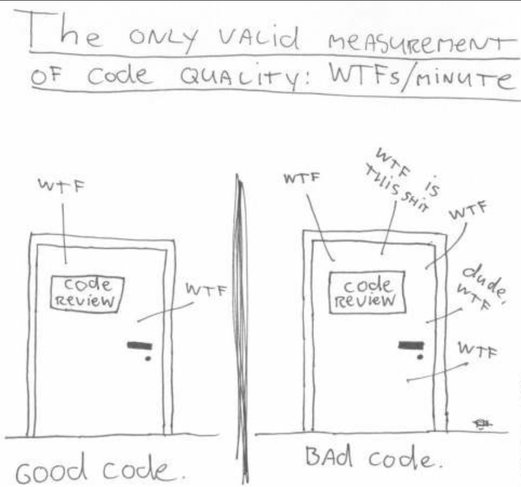 The ONLY VALID MEASUREMENT
OF Code QUALITY: WTFs/MINUTE
WTF
code
REVIEW
WTF
Good code.
WTF
WTF is
THIS SHIT
WTF
code
REVIEW
dude,
WTF
WTF
BAd code.